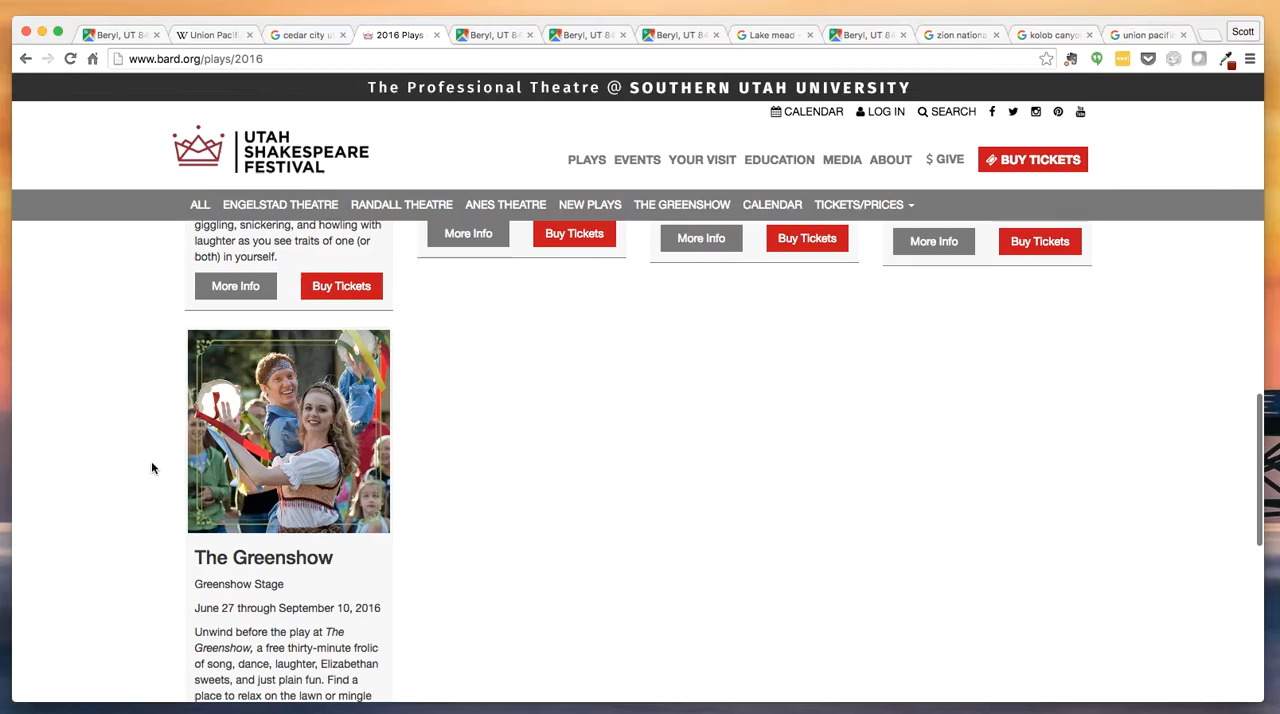 Beryl, UT 84
Union Pacif
cedar city u
2016 Plays
Beryl, UT 84
Beryl, UT 84
Beryl, UT 84
Lake mead -
Beryl, UT 84
zion nationa
kolob canyo
union pacifi
Scott
www.bard.org/plays/2016
The Professional Theatre @ SOUTHERN UTAH UNIVERSITY
CALENDAR LOG IN SEARCH
UTAH
SHAKESPEARE
FESTIVAL
PLAYS EVENTS YOUR VISIT EDUCATION MEDIA ABOUT $ GIVE BUY TICKETS
ALL ENGELSTAD THEATRE RANDALL THEATRE ANES THEATRE NEW PLAYS THE GREENSHOW CALENDAR TICKETS/PRICES
giggling, snickering, and howling with
laughter as you see traits of one (or
both) in yourself.
More Info Buy Tickets
More Info Buy Tickets
More Info Buy Tickets
More Info Buy Tickets
The Greenshow
Greenshow Stage
June 27 through September 10, 2016
Unwind before the play at The
Greenshow, a free thirty-minute frolic
of song, dance, laughter, Elizabethan
sweets, and just plain fun. Find a
place to relax on the lawn or mingle